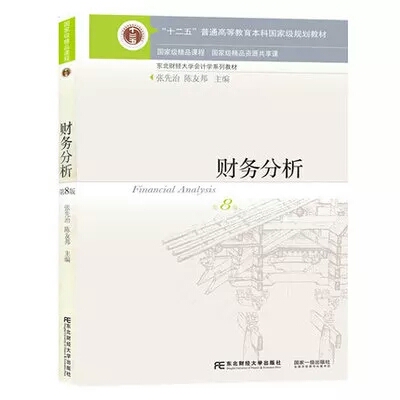 国家级精品课程
财务分析
第8版
张先治 陈友邦 主编
"十二五"普通高等教育本科国家级规划教材
国家级精品课程 国家级精品资源共享课
东北财经大学会计学系列教材
张先治 陈友邦 主编
财务分析
Financial Analysis
第8版
东北财经大学出版社
东北财经大学出版社
国家一级出版社